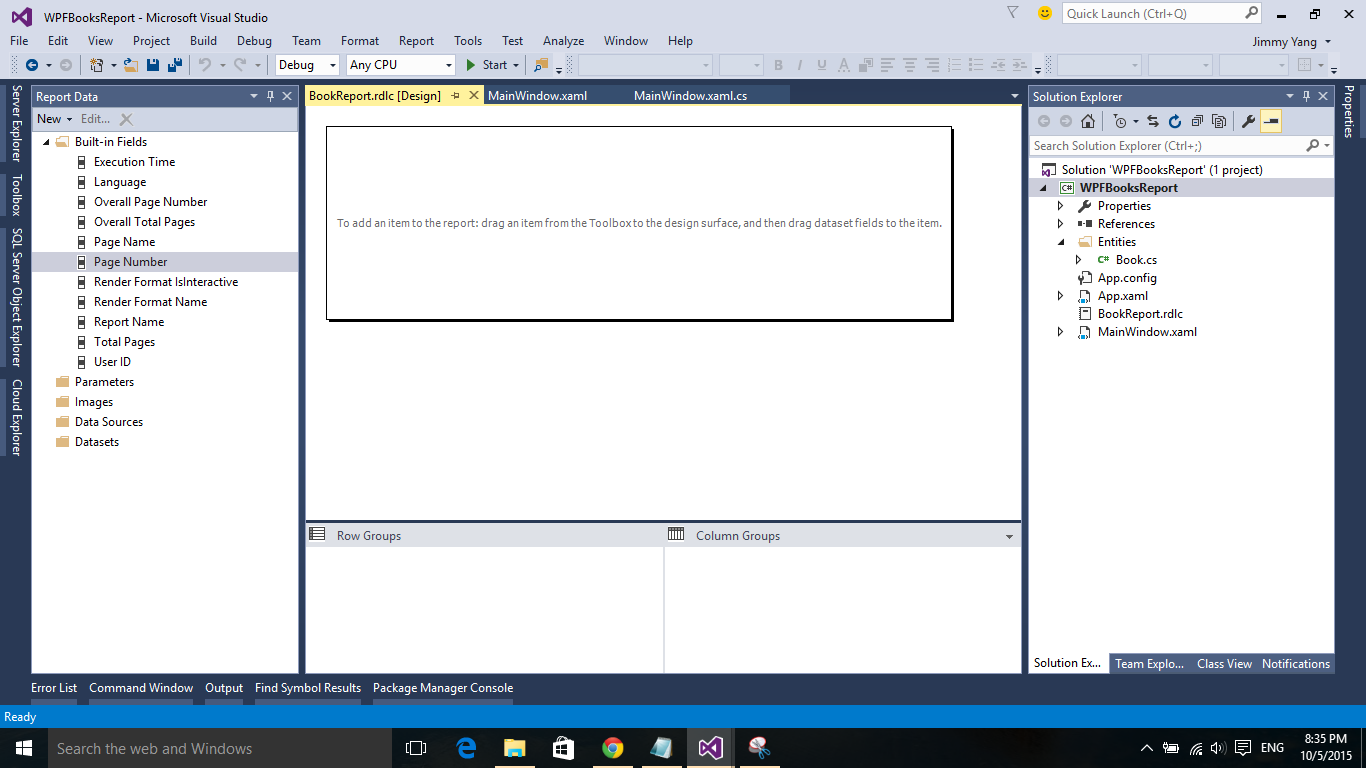 WPFBooksReport - Microsoft Visual Studio
Quick Launch (Ctrl+Q)
File Edit View Project Build Debug Team Format Report Tools Test Analyze Window Help
Jimmy Yang
Debug Any CPU Start
B I U A
Server Explorer
Toolbox
SQL Server Object Explorer
Cloud Explorer
Report Data
New Edit...
Built-in Fields
Execution Time
Language
Overall Page Number
Overall Total Pages
Page Name
Page Number
Render Format IsInteractive
Render Format Name
Report Name
Total Pages
User ID
Parameters
Images
Data Sources
Datasets
BookReport.rdlc [Design] MainWindow.xaml MainWindow.xaml.cs
To add an item to the report: drag an item from the Toolbox to the design surface, and then drag dataset fields to the item.
Row Groups Column Groups
Solution Explorer
Search Solution Explorer (Ctrl+;)
Solution 'WPFBooksReport' (1 project)
C# WPFBooksReport
Properties
References
Entities
C# Book.cs
App.config
App.xaml
BookReport.rdlc
MainWindow.xaml
Solution Ex... Team Explo... Class View Notifications
Properties
Error List Command Window Output Find Symbol Results Package Manager Console
Ready
Search the web and Windows
ENG
8:35 PM
10/5/2015